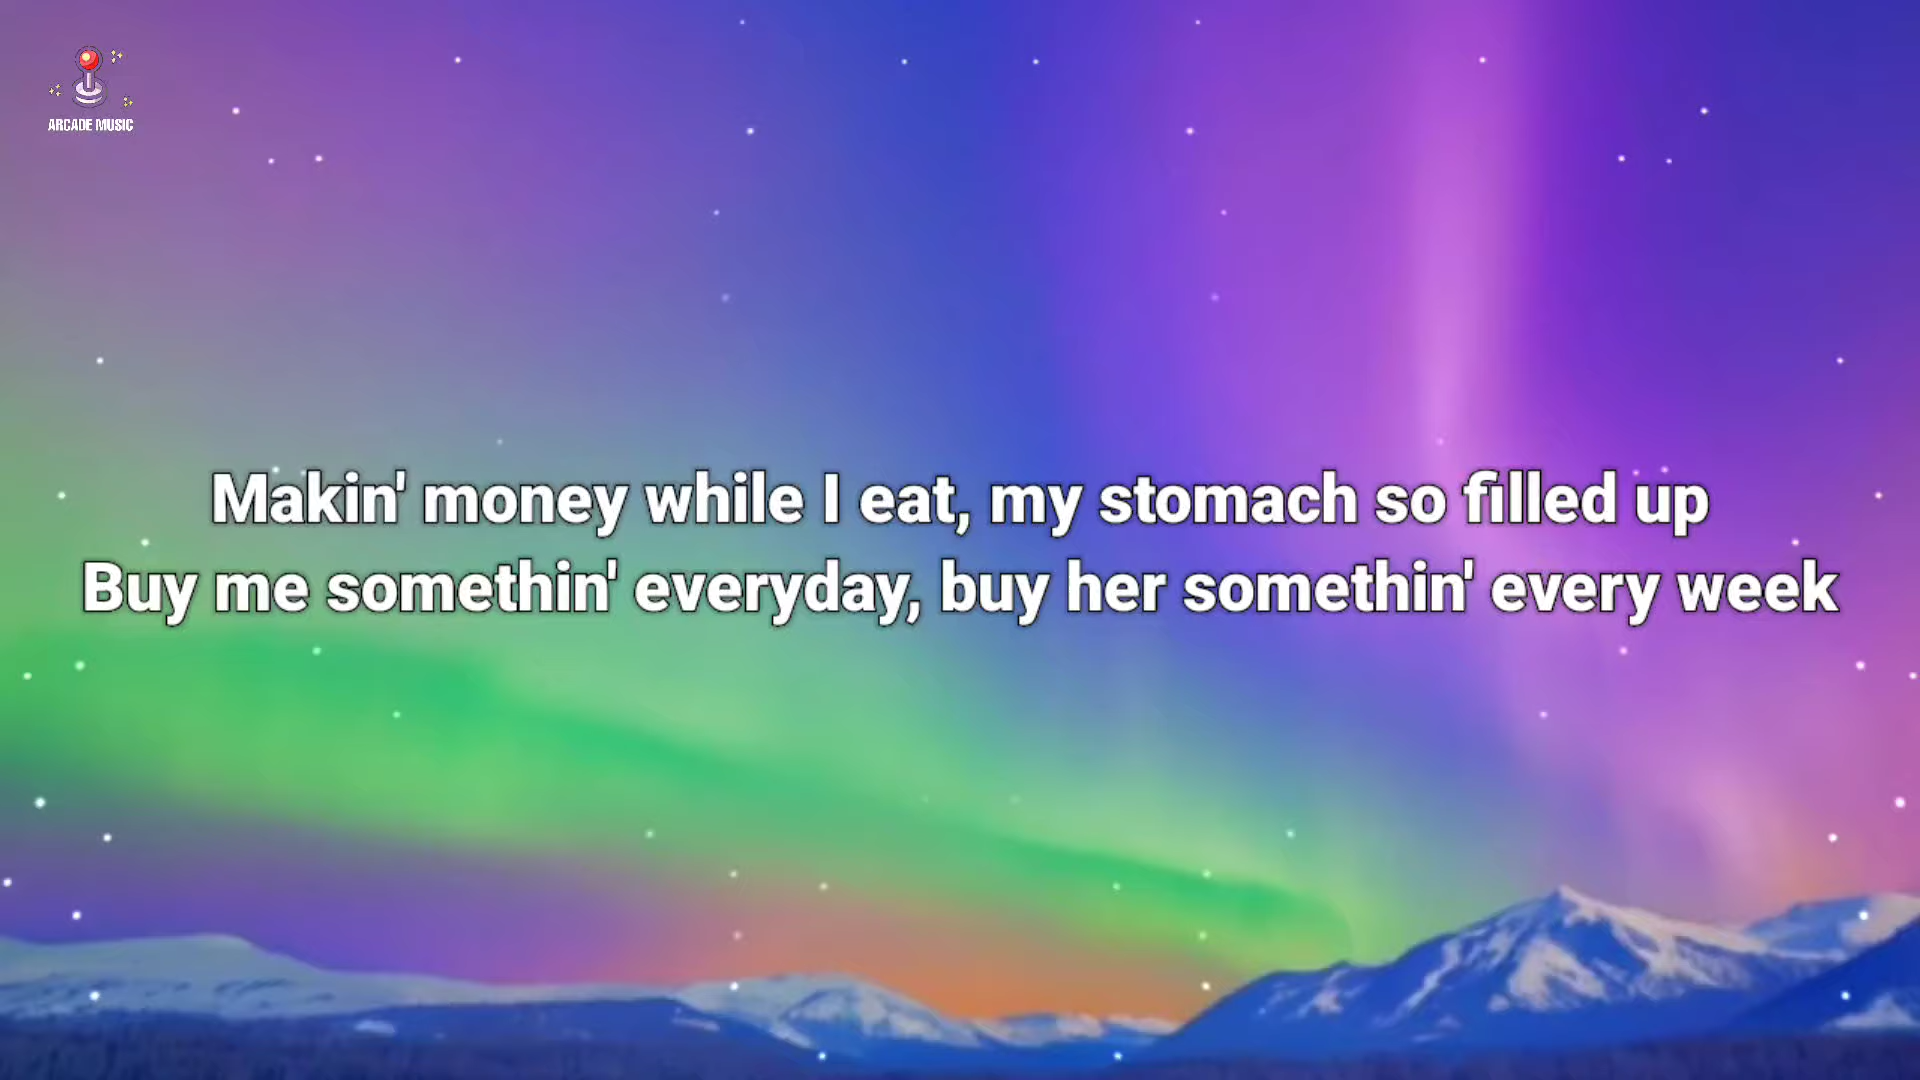 ARCADE MUSIC
Makin' money while I eat, my stomach so filled up
Buy me somethin' everyday, buy her somethin' every week